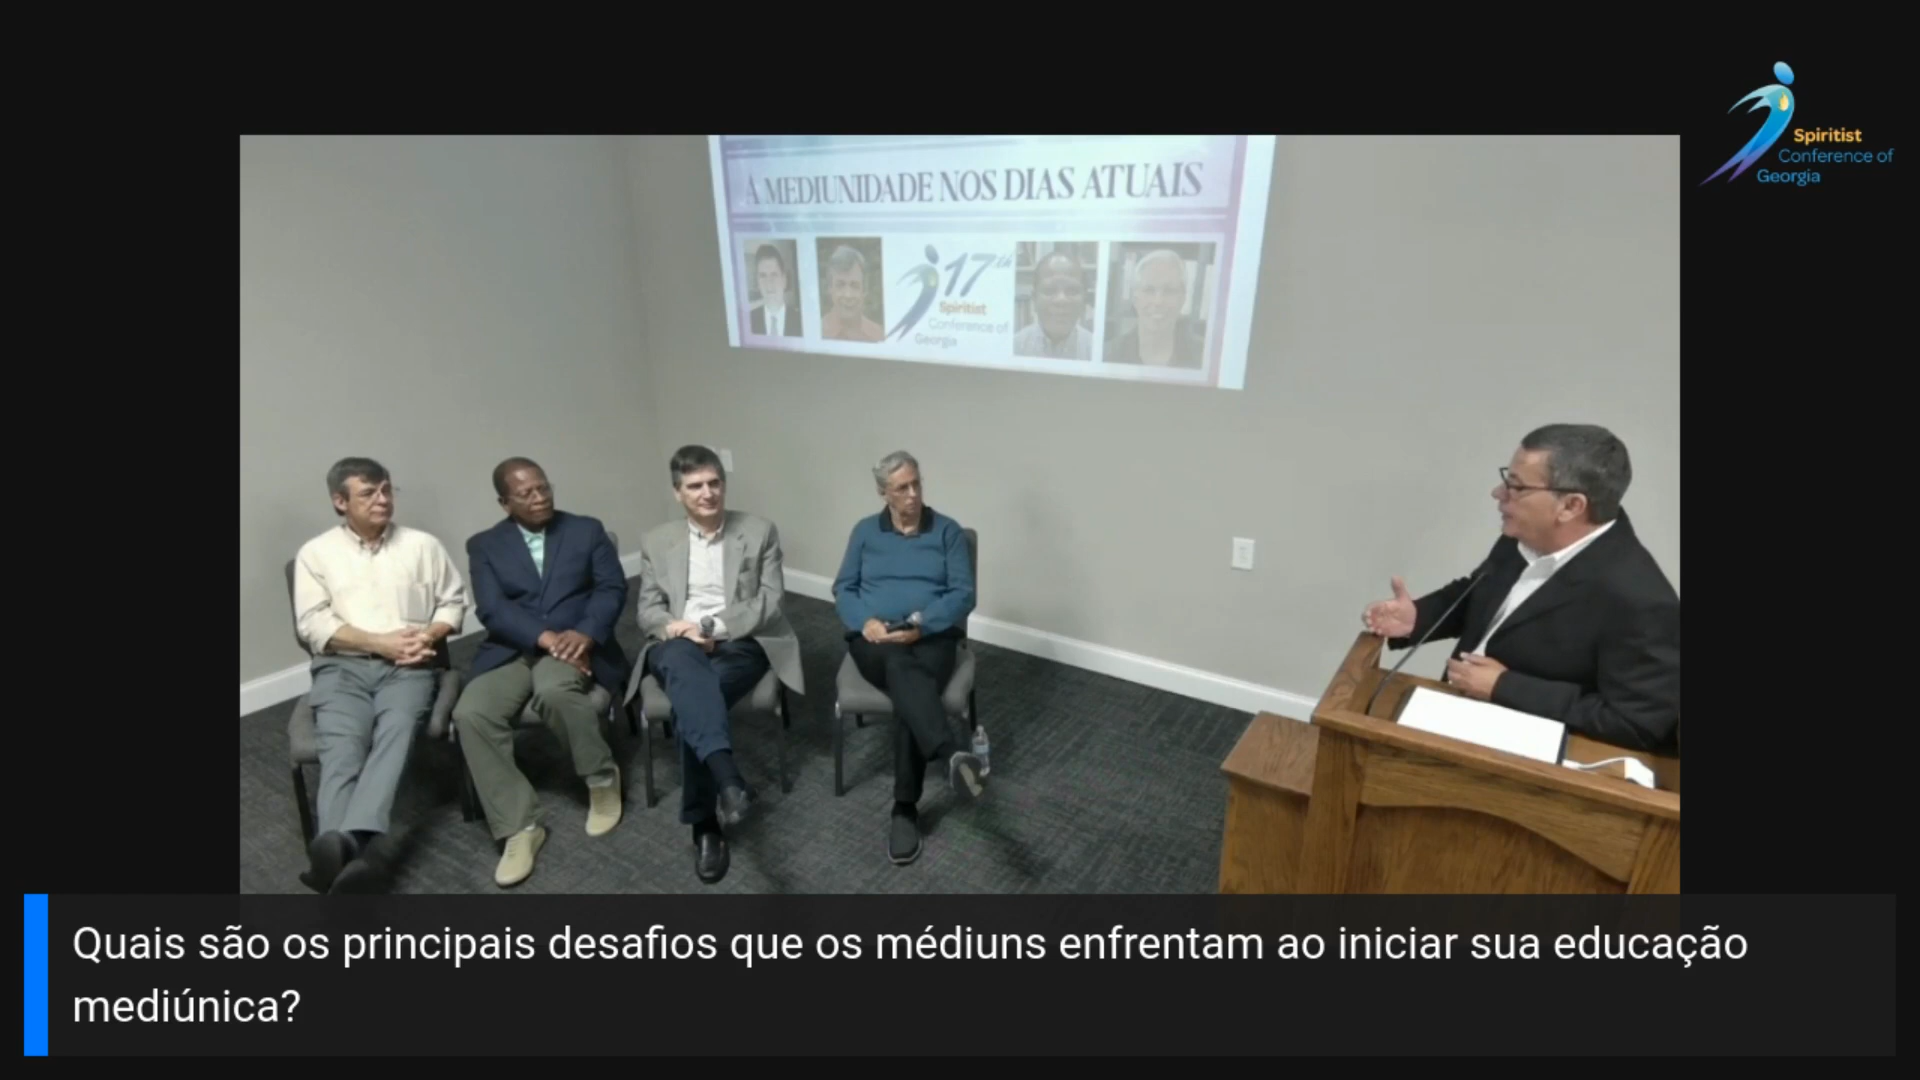 Spiritist
Conference of
Georgia
A MEDIUNIDADE NOS DIAS ATUAIS
17th
Spiritist
Conference of
Georgia
Quais são os principais desafios que os médiuns enfrentam ao iniciar sua educação
mediúnica?